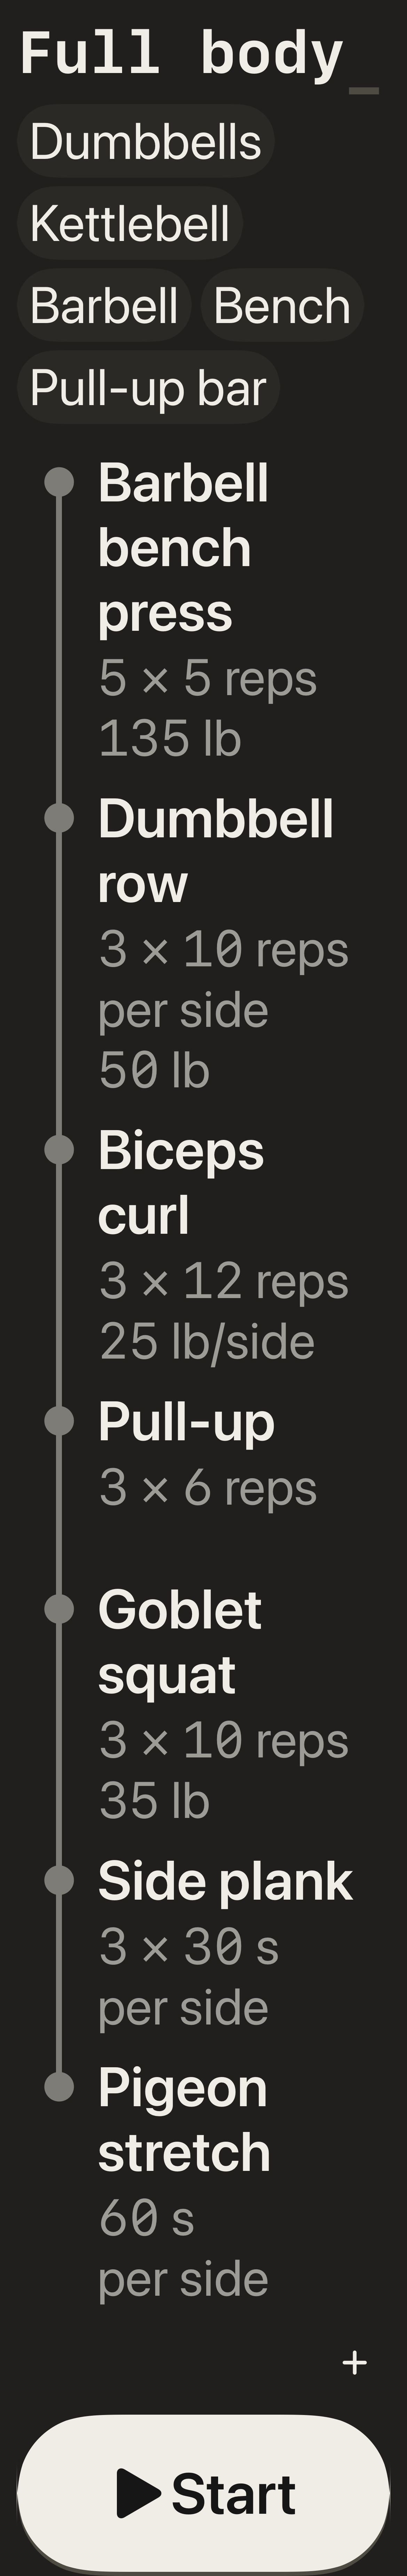 Full body_
Dumbbells
Kettlebell
Barbell Bench
Pull-up bar
Barbell
bench
press
5 × 5 reps
135 lb
Dumbbell
row
3 × 10 reps
per side
50 lb
Biceps
curl
3 × 12 reps
25 lb/side
Pull-up
3 × 6 reps
Goblet
squat
3 × 10 reps
35 lb
Side plank
3 × 30 s
per side
Pigeon
stretch
60 s
per side
+
Start